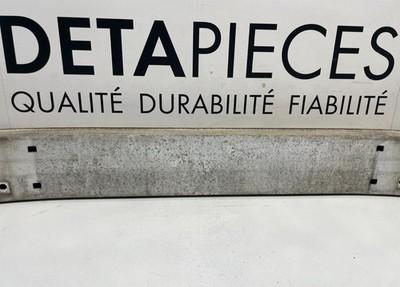 DETAPIECES
QUALITÉ DURABILITÉ FIABILITÉ